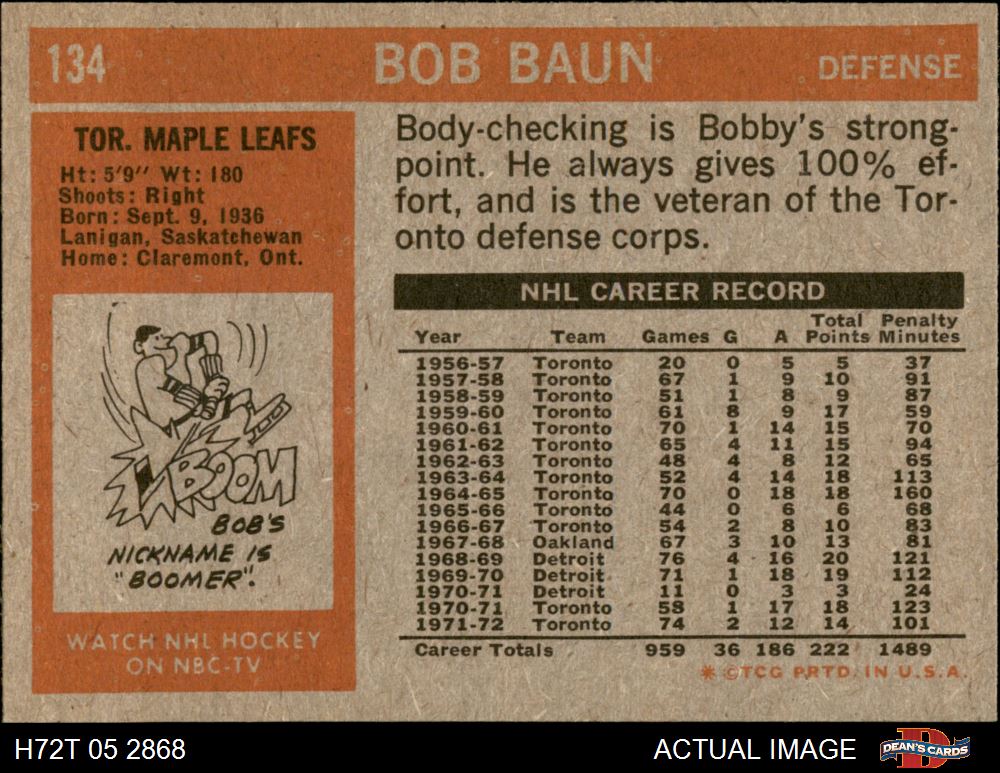 134 BOB BAUN DEFENSE
TOR. MAPLE LEAFS
Ht: 5'9" Wt: 180
Shoots: Right
Born: Sept. 9, 1936
Lanigan, Saskatchewan
Home: Claremont, Ont.
KABOOM
BOB'S
NICKNAME IS
"BOOMER".
WATCH NHL HOCKEY
ON NBC-TV
Body-checking is Bobby's strong-
point. He always gives 100% ef-
fort, and is the veteran of the Tor-
onto defense corps.
NHL CAREER RECORD
Year Team Games G A Total Points Penalty Minutes
1956-57 Toronto 20 0 5 5 37
1957-58 Toronto 67 1 9 10 91
1958-59 Toronto 51 1 8 9 87
1959-60 Toronto 61 8 9 17 59
1960-61 Toronto 70 1 14 15 70
1961-62 Toronto 65 4 11 15 94
1962-63 Toronto 48 4 8 12 65
1963-64 Toronto 52 4 14 18 113
1964-65 Toronto 70 0 18 18 160
1965-66 Toronto 44 0 6 6 68
1966-67 Toronto 54 2 8 10 83
1967-68 Oakland 67 3 10 13 81
1968-69 Detroit 76 4 16 20 121
1969-70 Detroit 71 1 18 19 112
1970-71 Detroit 11 0 3 3 24
1970-71 Toronto 58 1 17 18 123
1971-72 Toronto 74 2 12 14 101
Career Totals 959 36 186 222 1489
* ©TCG PRTD. IN U.S.A.
H72T 05 2868 ACTUAL IMAGE DEAN'S CARDS